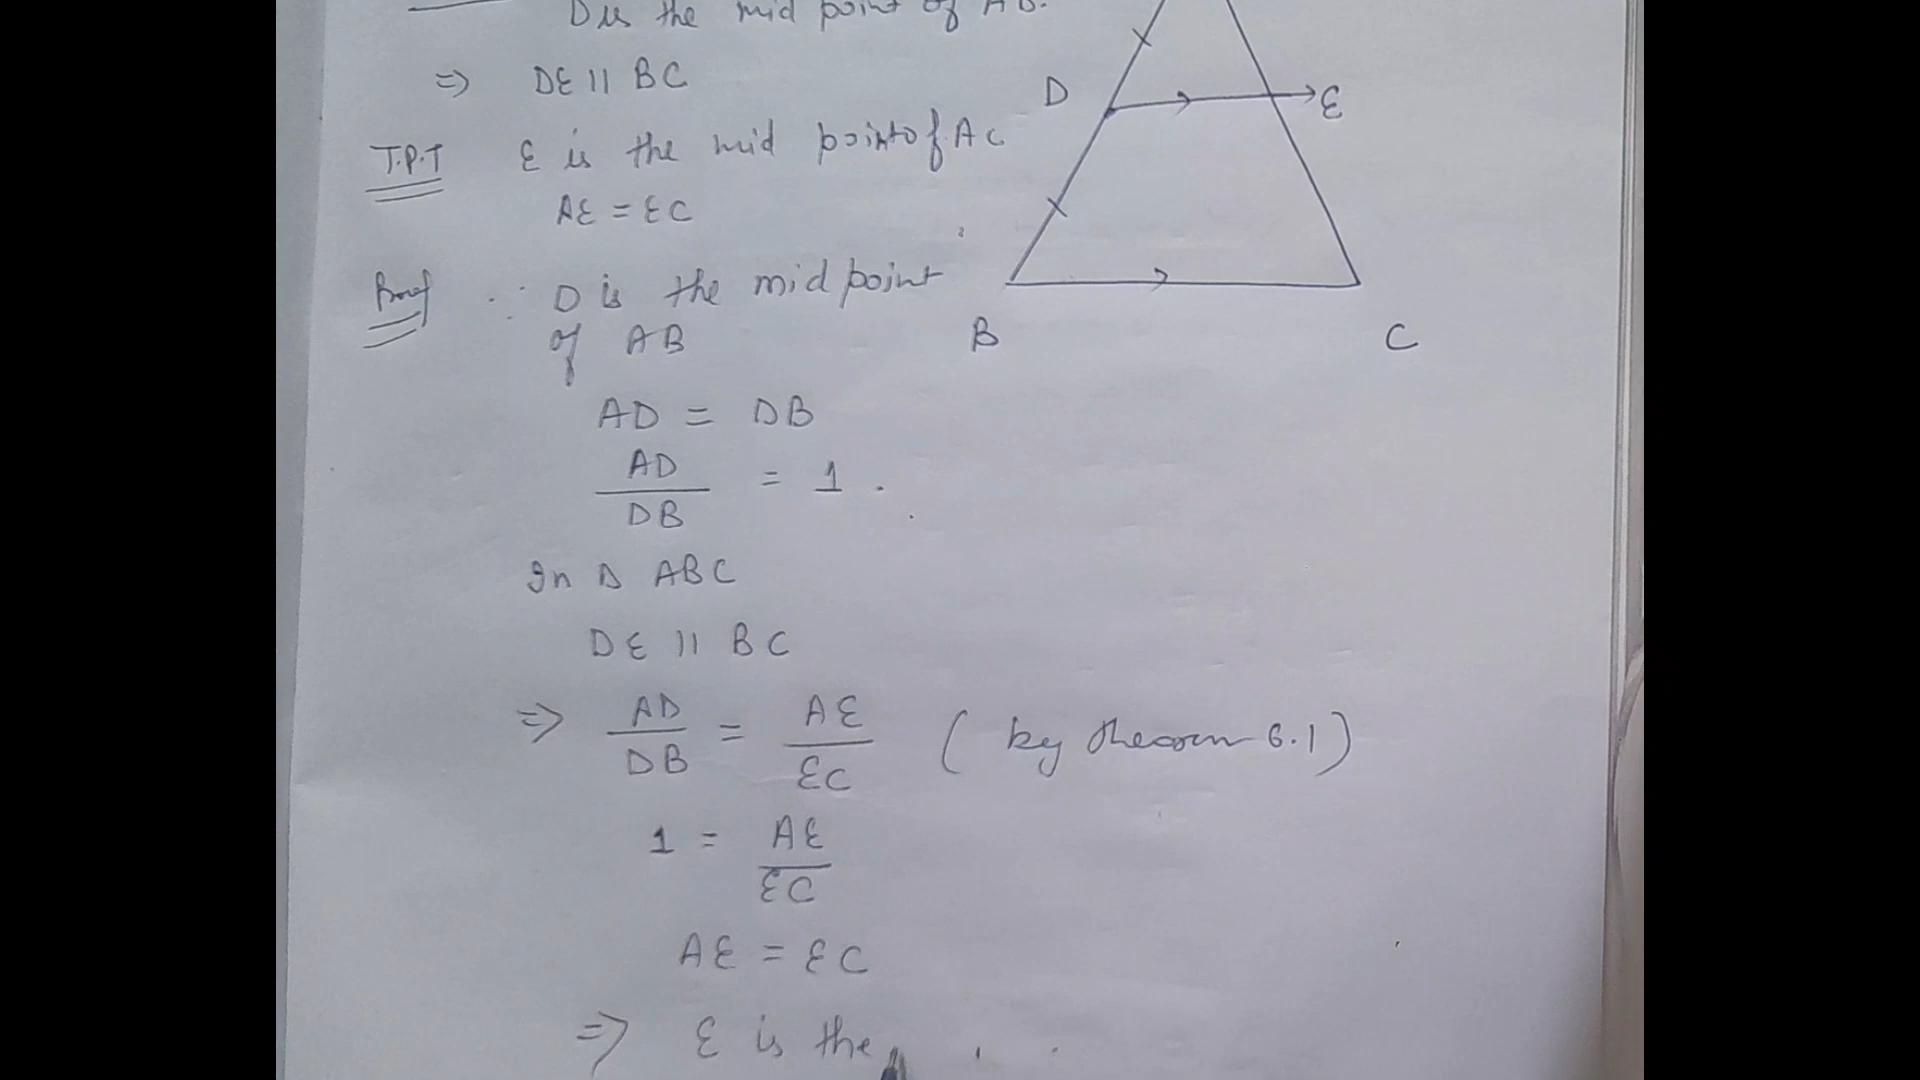 D is the mid point of AB.
=> DE || BC
T.P.T E is the mid point of AC
AE = EC
Proof ∵ D is the mid point
of AB
AD = DB
AD
DB
= 1.
In Δ ABC
DE || BC
=> AD/DB = AE/EC (by theorem 6.1)
1 = AE/EC
AE = EC
=> E is the
D
E
B
C